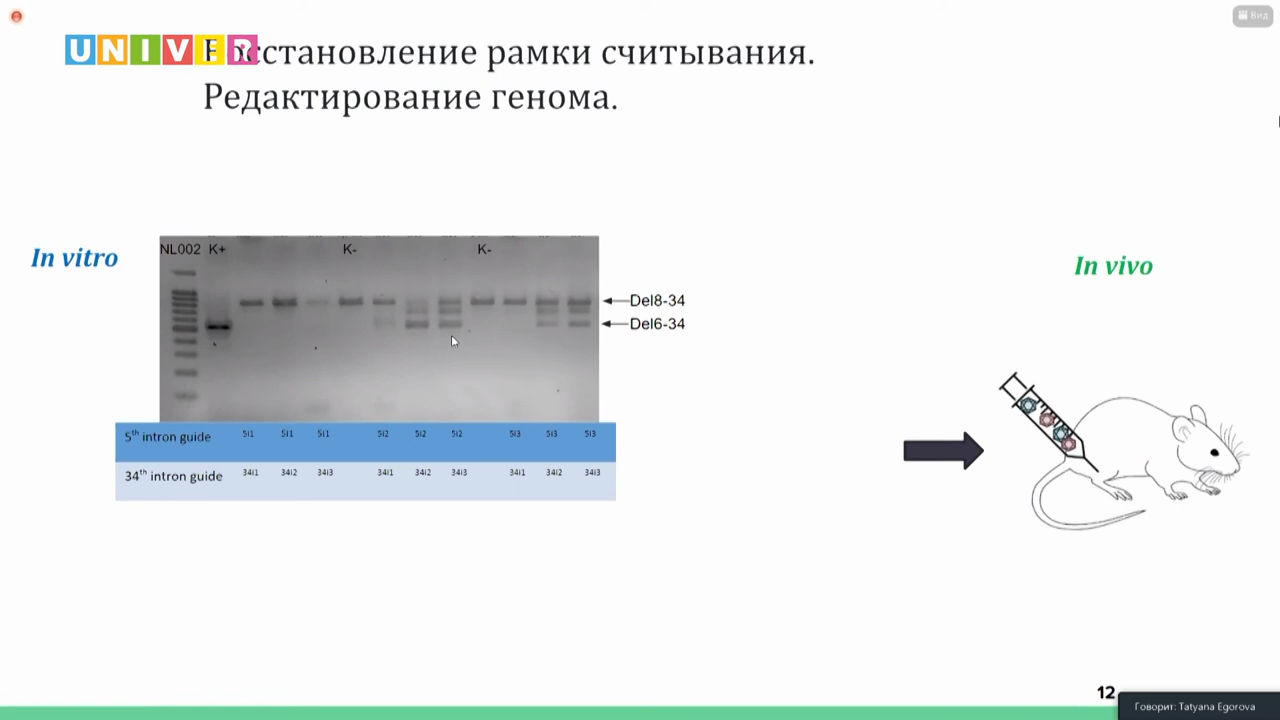 Вид
UNIVER
Восстановление рамки считывания.
Редактирование генома.
In vitro
In vivo
NL002 K+ K- K-
Del8-34
Del6-34
5th intron guide 5i1 5i1 5i1 5i2 5i2 5i2 5i3 5i3 5i3
34th intron guide 34i1 34i2 34i3 34i1 34i2 34i3 34i1 34i2 34i3
12
Говорит: Tatyana Egorova